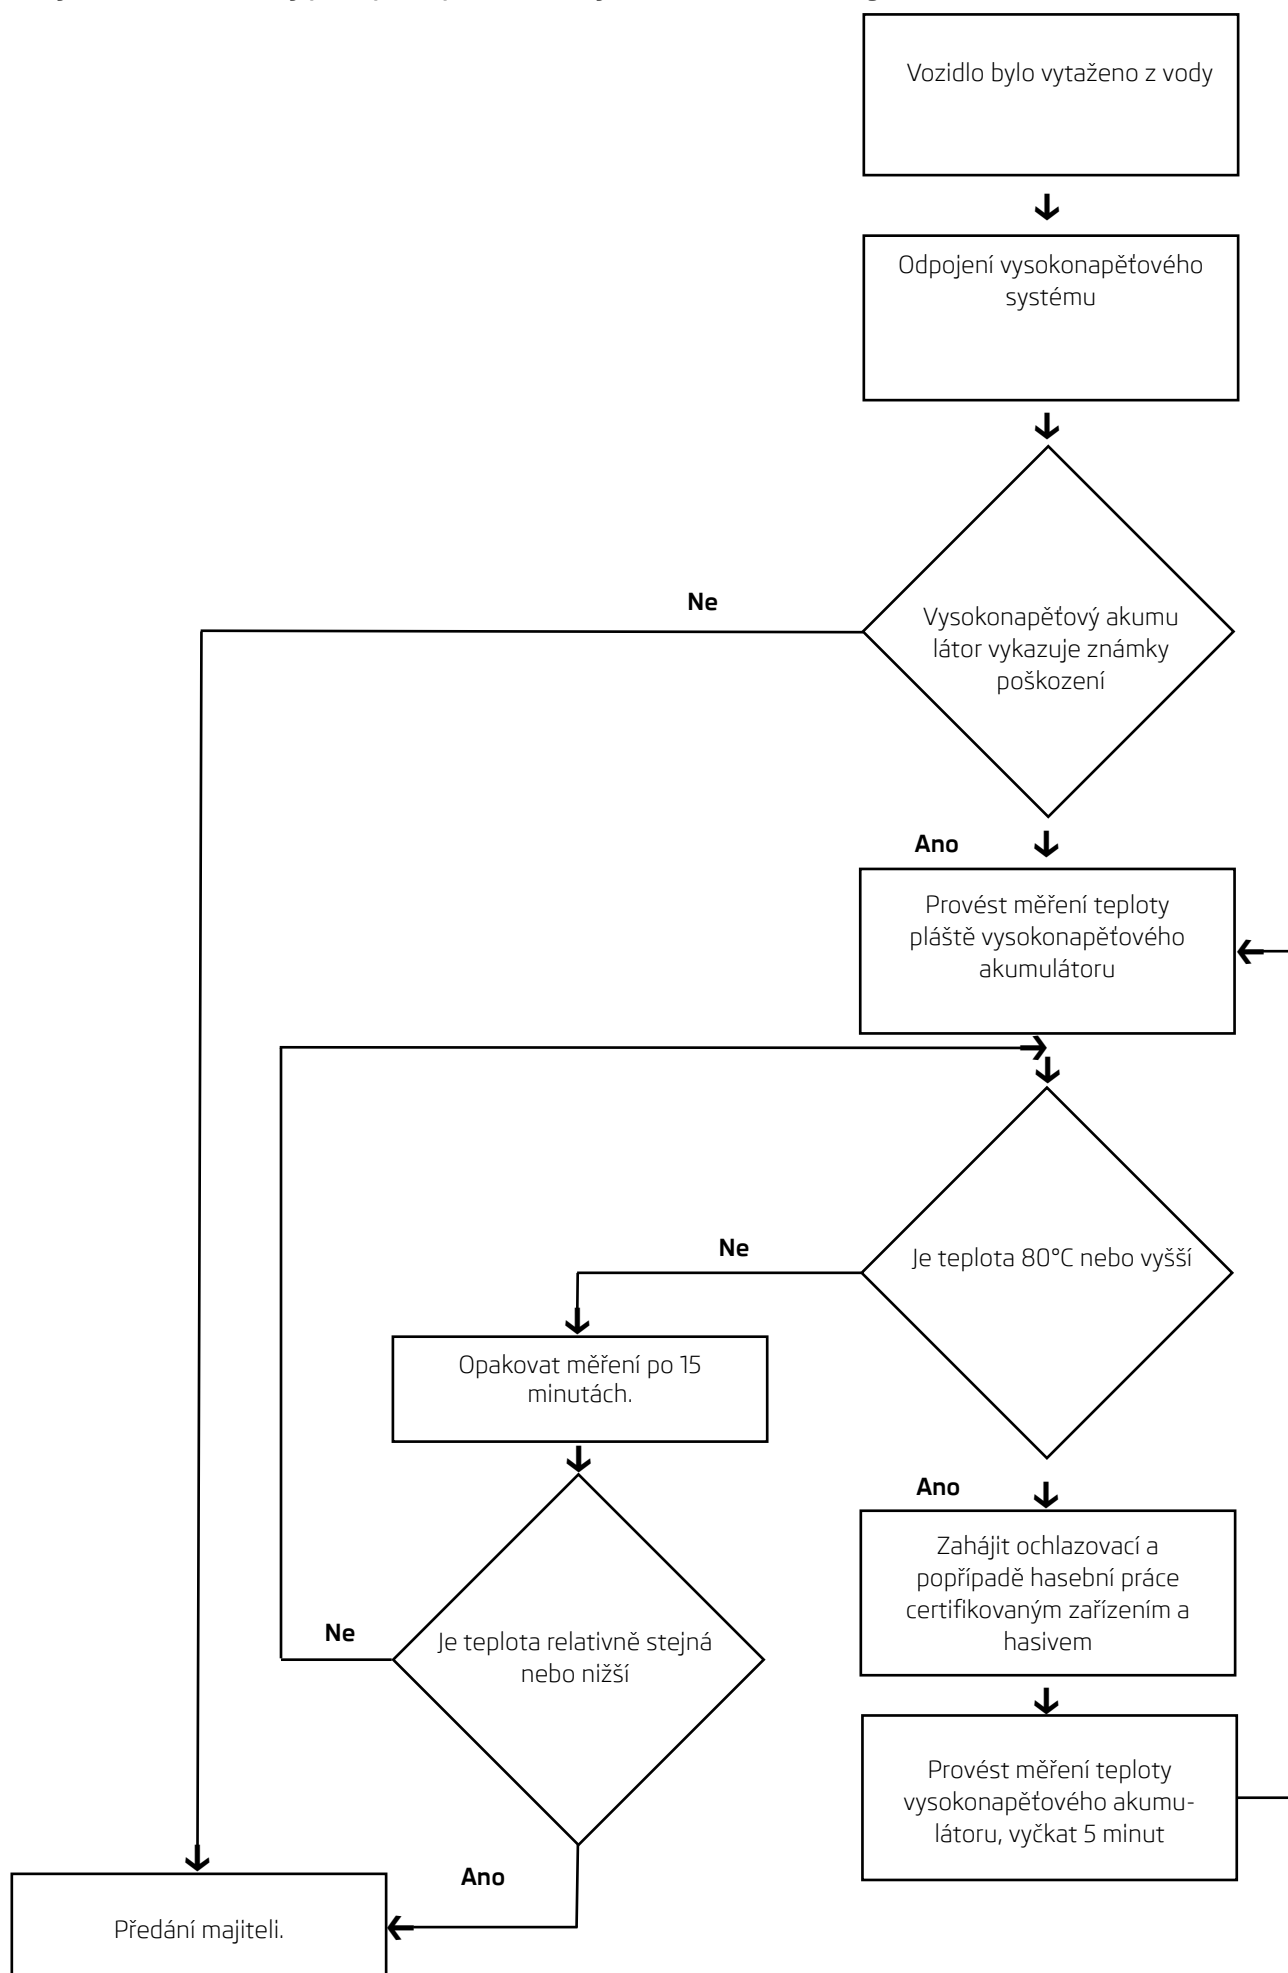 Vozidlo bylo vytaženo z vody
Odpojení vysokonapěťového
systému
Ne
Vysokonapěťový akumu
látor vykazuje známky
poškození
Ano
Provést měření teploty
pláště vysokonapěťového
akumulátoru
Ne
Je teplota 80°C nebo vyšší
Opakovat měření po 15
minutách.
Ano
Zahájit ochlazovací a
popřípadě hasební práce
certifikovaným zařízením a
hasivem
Ne
Je teplota relativně stejná
nebo nižší
Provést měření teploty
vysokonapěťového akumu-
látoru, vyčkat 5 minut
Ano
Předání majiteli.